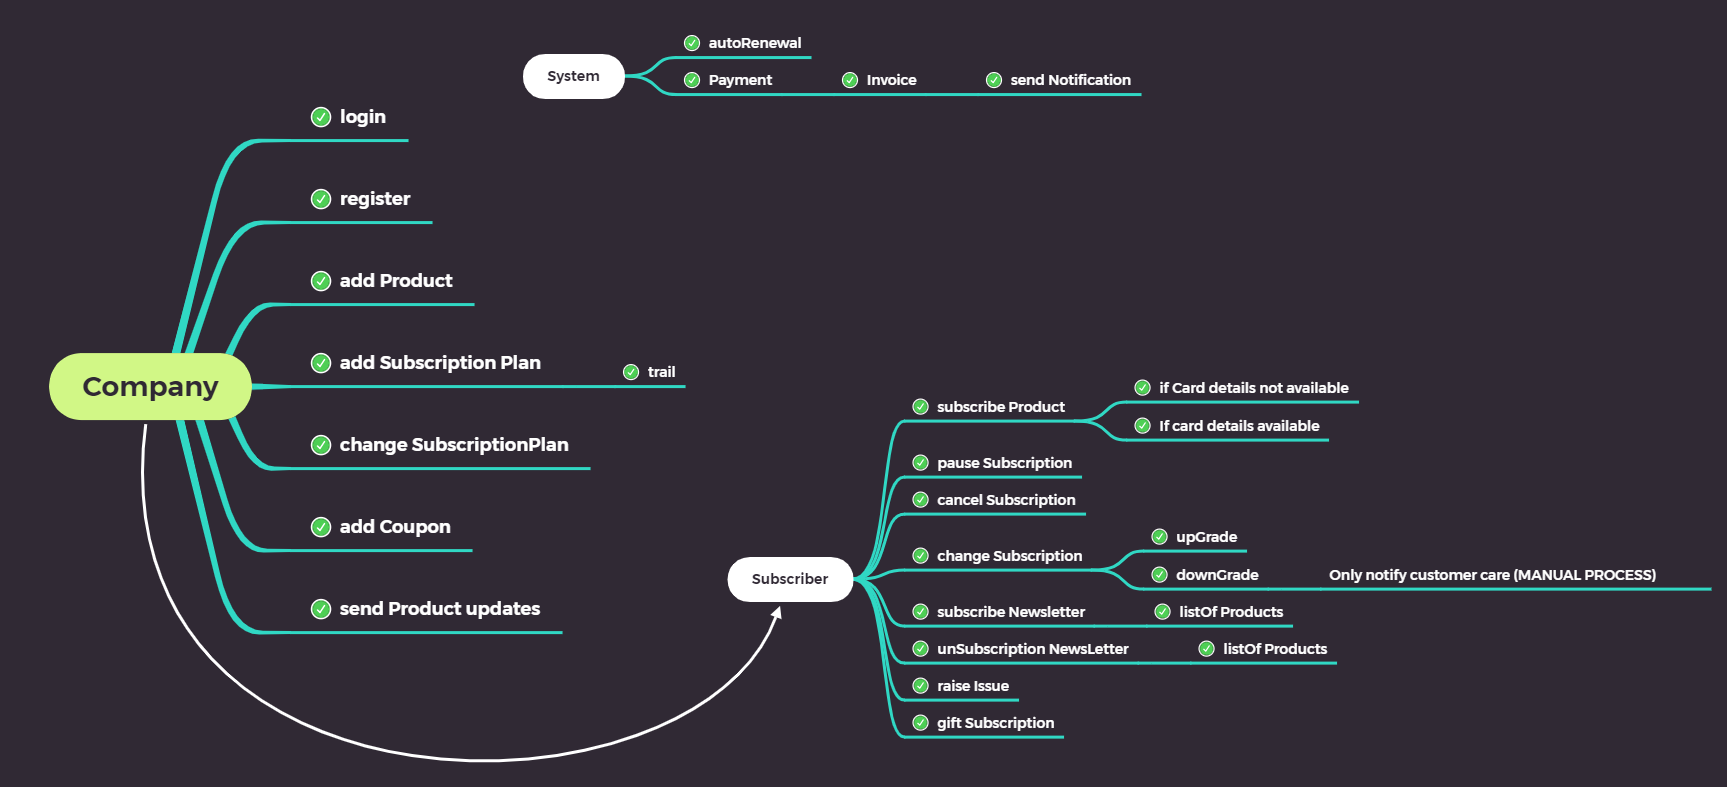 System
autoRenewal
Payment
Invoice
send Notification
Company
login
register
add Product
add Subscription Plan
trail
change SubscriptionPlan
add Coupon
send Product updates
Subscriber
subscribe Product
if Card details not available
If card details available
pause Subscription
cancel Subscription
change Subscription
upGrade
downGrade
Only notify customer care (MANUAL PROCESS)
subscribe Newsletter
listOf Products
unSubscription NewsLetter
listOf Products
raise Issue
gift Subscription